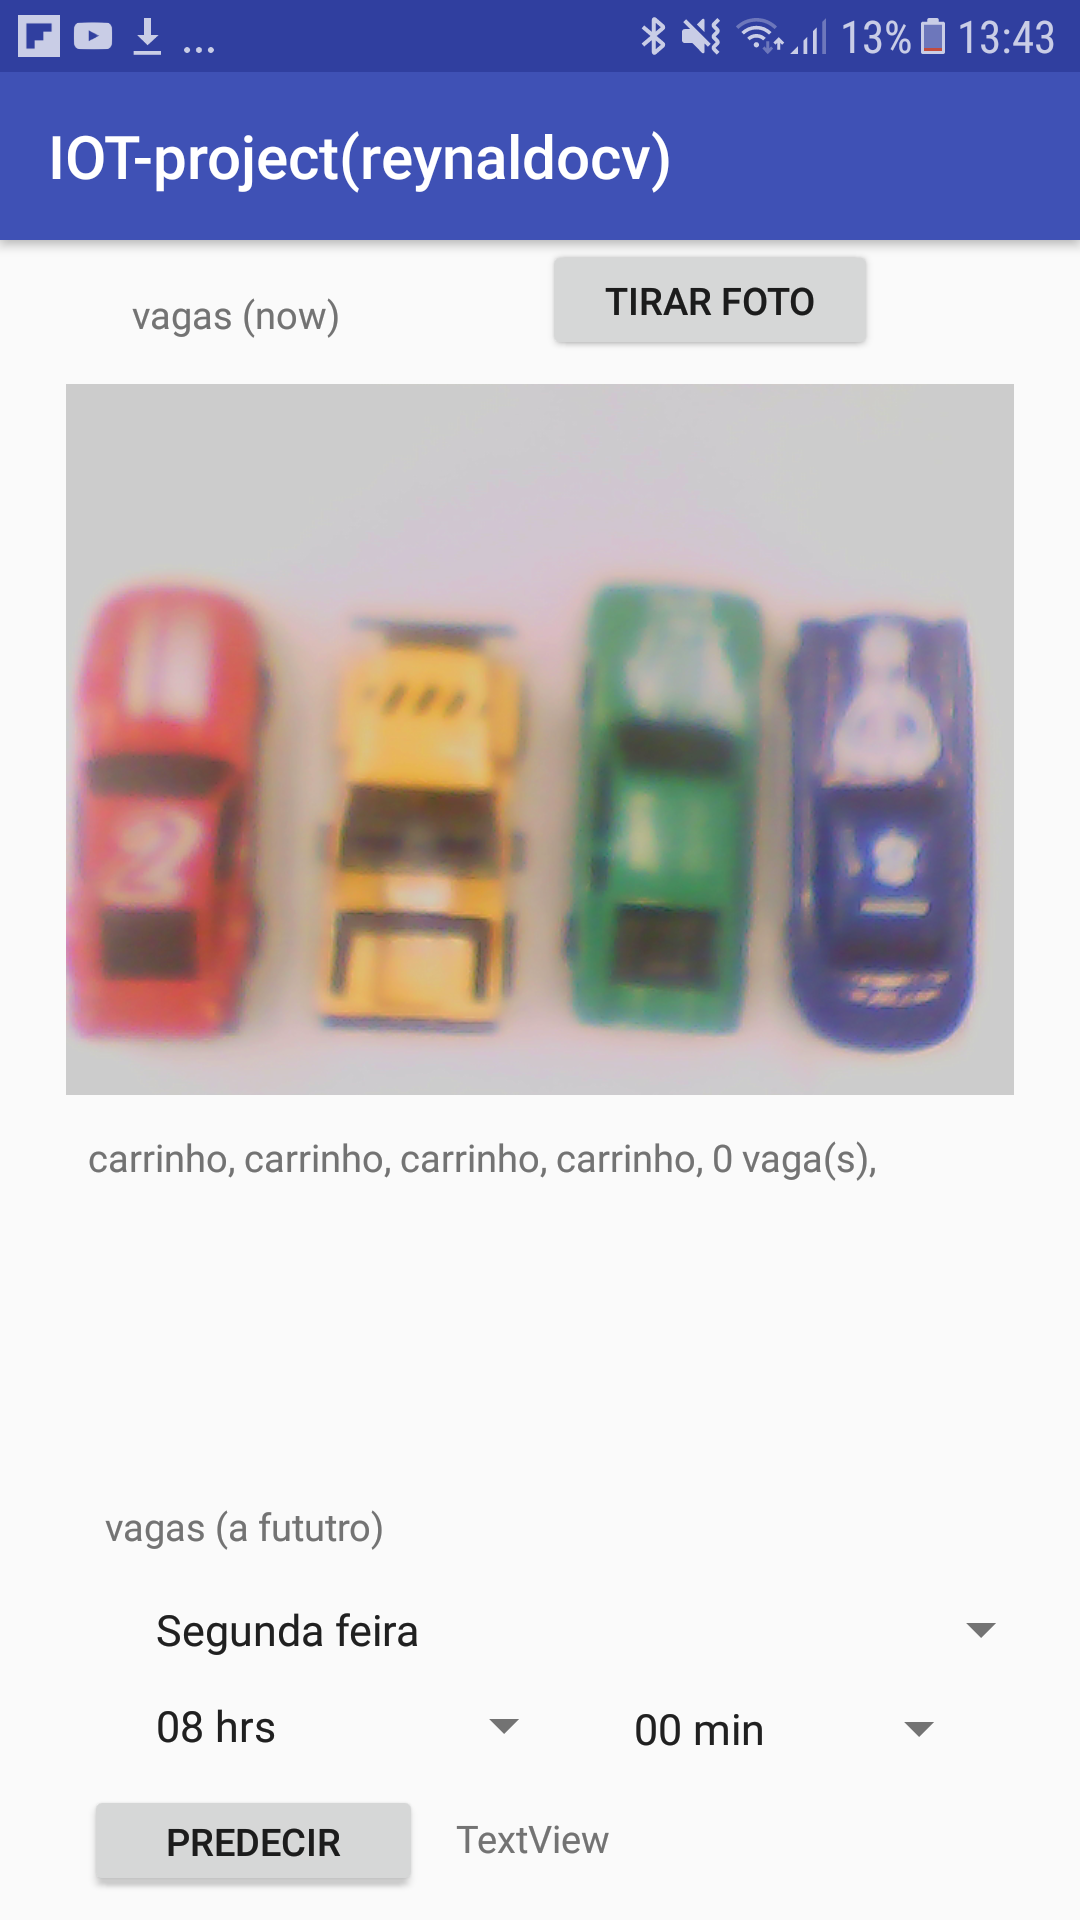 13% 13:43
IOT-project(reynaldocv)
vagas (now)
TIRAR FOTO
2
carrinho, carrinho, carrinho, carrinho, 0 vaga(s),
vagas (a fututro)
Segunda feira
08 hrs
00 min
PREDECIR
TextView